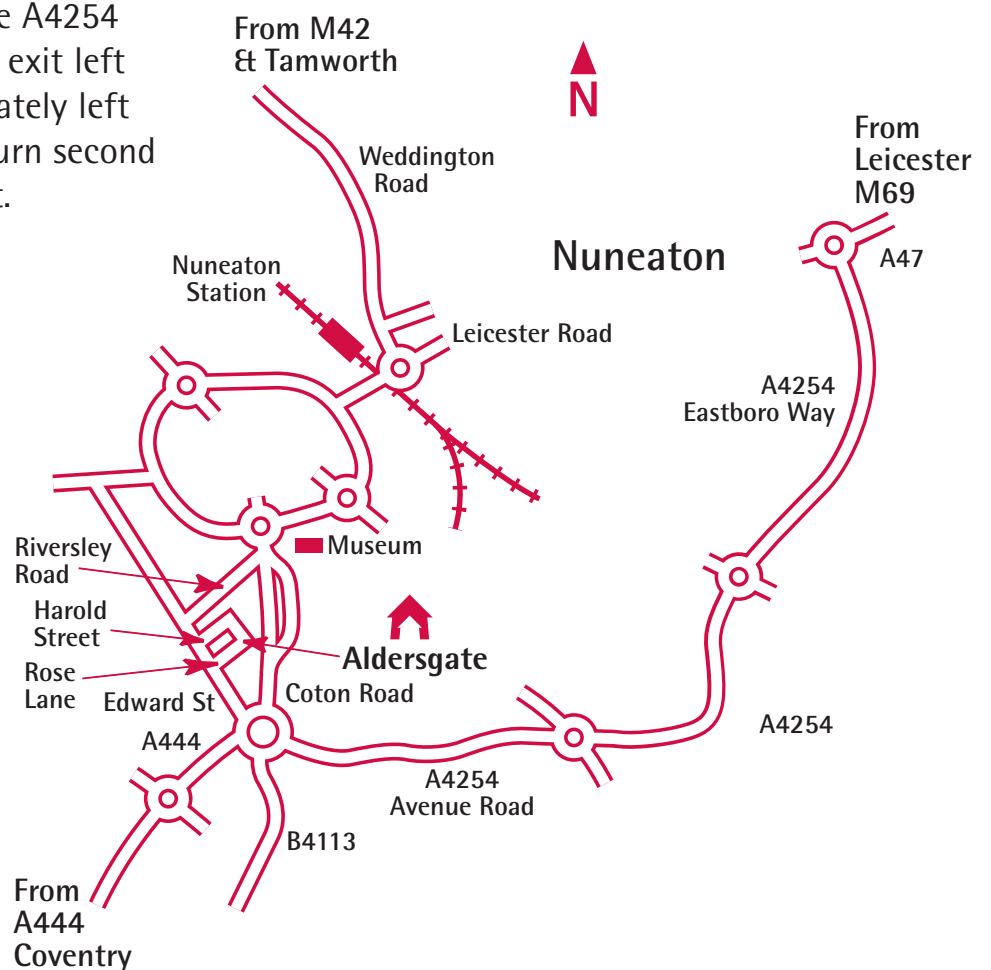 e A4254
exit left
ately left
urn second
t.
From M42
& Tamworth
N
Weddington
Road
From
Leicester
M69
Nuneaton
A47
Nuneaton
Station
Leicester Road
A4254
Eastboro Way
Museum
Riversley
Road
Harold
Street
Aldersgate
Rose
Lane
Edward St
Coton Road
A444
A4254
A4254
Avenue Road
B4113
From
A444
Coventry